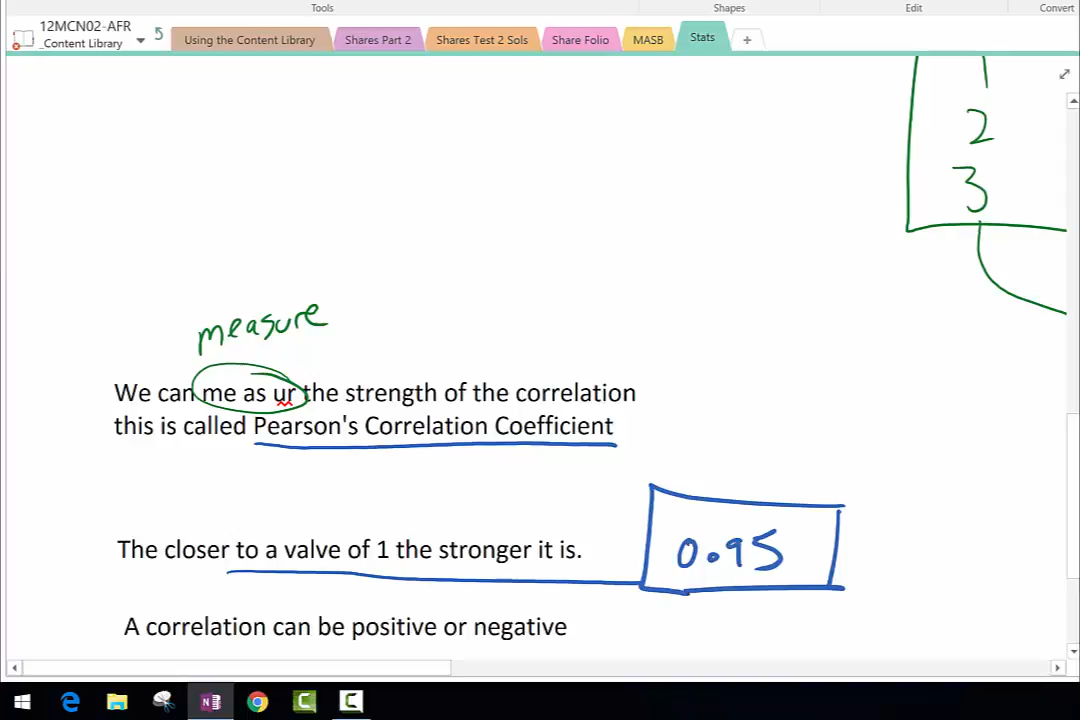 Tools
Shapes
Edit
Convert
12MCN02-AFR
_Content Library
Using the Content Library
Shares Part 2
Shares Test 2 Sols
Share Folio
MASB
Stats
+
1
2
3
measure
We can me as ur the strength of the correlation
this is called Pearson's Correlation Coefficient
The closer to a valve of 1 the stronger it is.
0.95
A correlation can be positive or negative